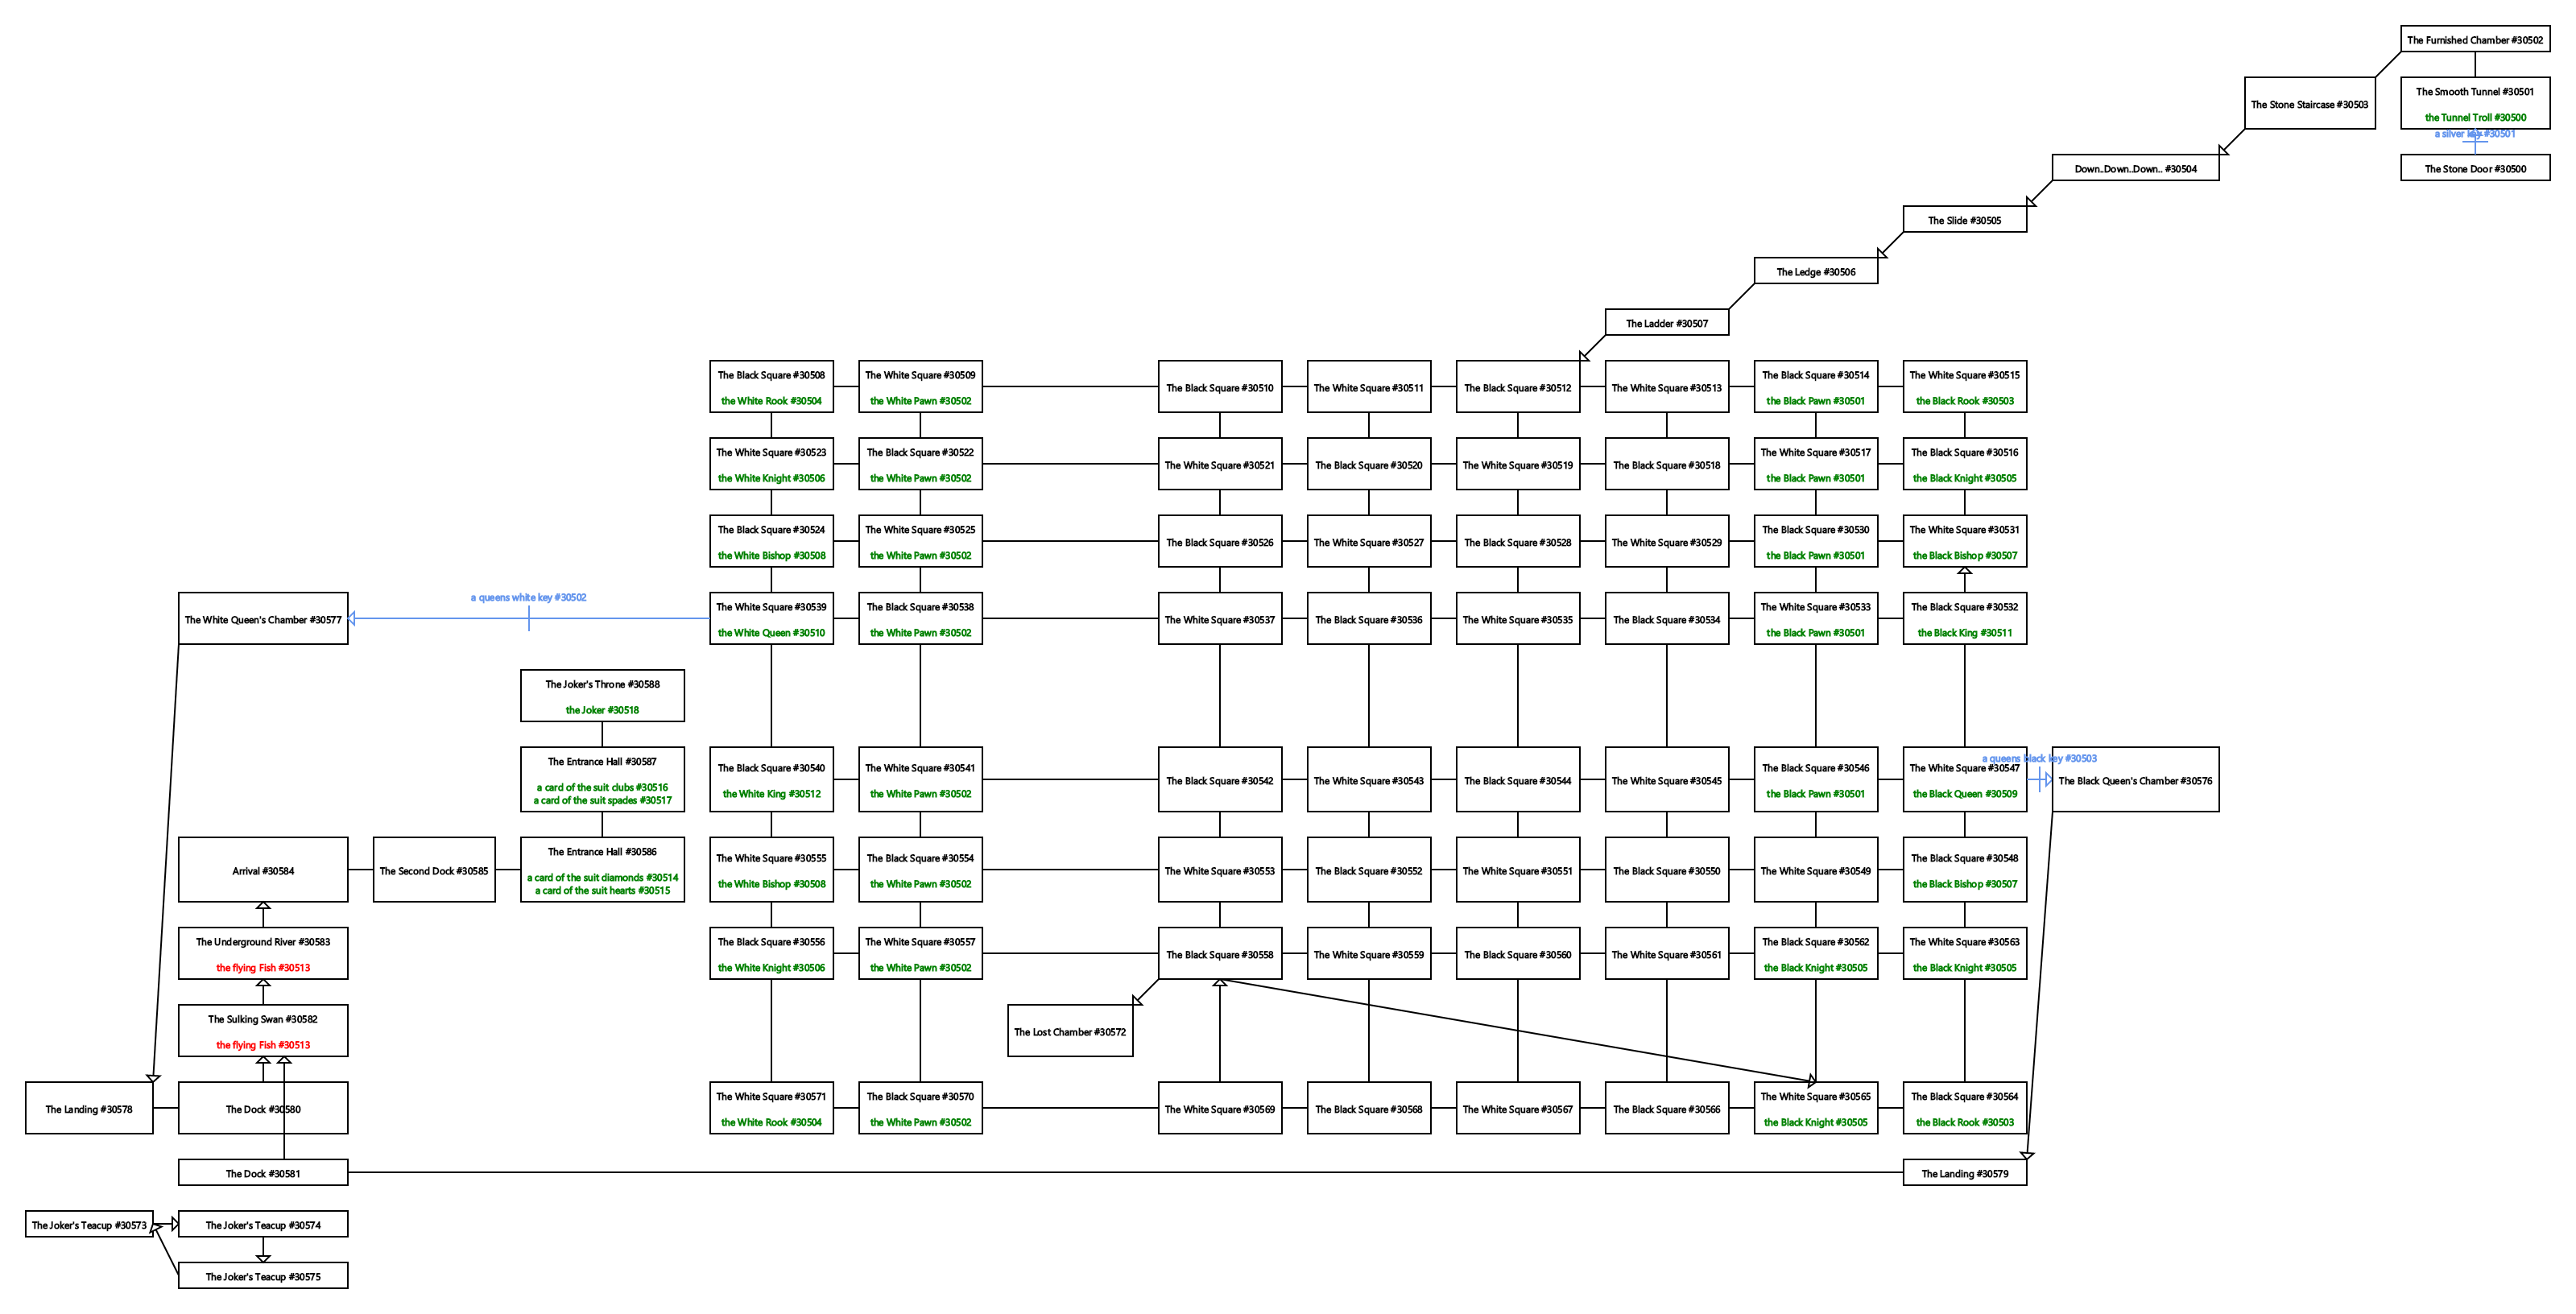 The Furnished Chamber #30502
The Stone Staircase #30503
The Smooth Tunnel #30501
the Tunnel Troll #30500
a silver key #30501
Down..Down..Down.. #30504
The Stone Door #30500
The Slide #30505
The Ledge #30506
The Ladder #30507
The Black Square #30508
the White Rook #30504
The White Square #30509
the White Pawn #30502
The Black Square #30510
The White Square #30511
The Black Square #30512
The White Square #30513
The Black Square #30514
the Black Pawn #30501
The White Square #30515
the Black Rook #30503
The White Square #30523
the White Knight #30506
The Black Square #30522
the White Pawn #30502
The White Square #30521
The Black Square #30520
The White Square #30519
The Black Square #30518
The White Square #30517
the Black Pawn #30501
The Black Square #30516
the Black Knight #30505
The Black Square #30524
the White Bishop #30508
The White Square #30525
the White Pawn #30502
The Black Square #30526
The White Square #30527
The Black Square #30528
The White Square #30529
The Black Square #30530
the Black Pawn #30501
The White Square #30531
the Black Bishop #30507
The White Queen's Chamber #30577
a queens white key #30502
The White Square #30539
the White Queen #30510
The Black Square #30538
the White Pawn #30502
The White Square #30537
The Black Square #30536
The White Square #30535
The Black Square #30534
The White Square #30533
the Black Pawn #30501
The Black Square #30532
the Black King #30511
The Joker's Throne #30588
the Joker #30518
The Entrance Hall #30587
a card of the suit clubs #30516
a card of the suit spades #30517
The Black Square #30540
the White King #30512
The White Square #30541
the White Pawn #30502
The Black Square #30542
The White Square #30543
The Black Square #30544
The White Square #30545
The Black Square #30546
the Black Pawn #30501
The White Square #30547
the Black Queen #30509
a queens black key #30503
The Black Queen's Chamber #30576
Arrival #30584
The Second Dock #30585
The Entrance Hall #30586
a card of the suit diamonds #30514
a card of the suit hearts #30515
The White Square #30555
the White Bishop #30508
The Black Square #30554
the White Pawn #30502
The White Square #30553
The Black Square #30552
The White Square #30551
The Black Square #30550
The White Square #30549
The Black Square #30548
the Black Bishop #30507
The Underground River #30583
the flying Fish #30513
The Black Square #30556
the White Knight #30506
The White Square #30557
the White Pawn #30502
The Black Square #30558
The White Square #30559
The Black Square #30560
The White Square #30561
The Black Square #30562
the Black Knight #30505
The White Square #30563
the Black Knight #30505
The Sulking Swan #30582
the flying Fish #30513
The Lost Chamber #30572
The Landing #30578
The Dock #30580
The White Square #30571
the White Rook #30504
The Black Square #30570
the White Pawn #30502
The White Square #30569
The Black Square #30568
The White Square #30567
The Black Square #30566
The White Square #30565
the Black Knight #30505
The Black Square #30564
the Black Rook #30503
The Dock #30581
The Landing #30579
The Joker's Teacup #30573
The Joker's Teacup #30574
The Joker's Teacup #30575